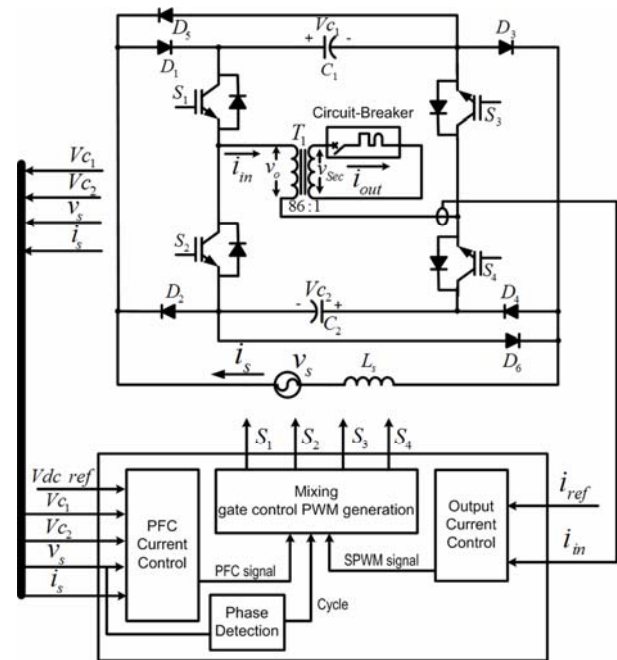 D5
Vc1
+ -
C1
D3
D1
S1
Circuit-Breaker
S3
T1
Vc1
Vc2
vs
is
iin
vo
vSec
iout
86:1
S2
S4
D2
Vc2
- +
C2
D4
D6
is
vs
Ls
S1 S2 S3 S4
Vdc ref
Vc1
Vc2
vs
is
PFC
Current
Control
Mixing
gate control PWM generation
Output
Current
Control
iref
iin
PFC signal
SPWM signal
Phase
Detection
Cycle